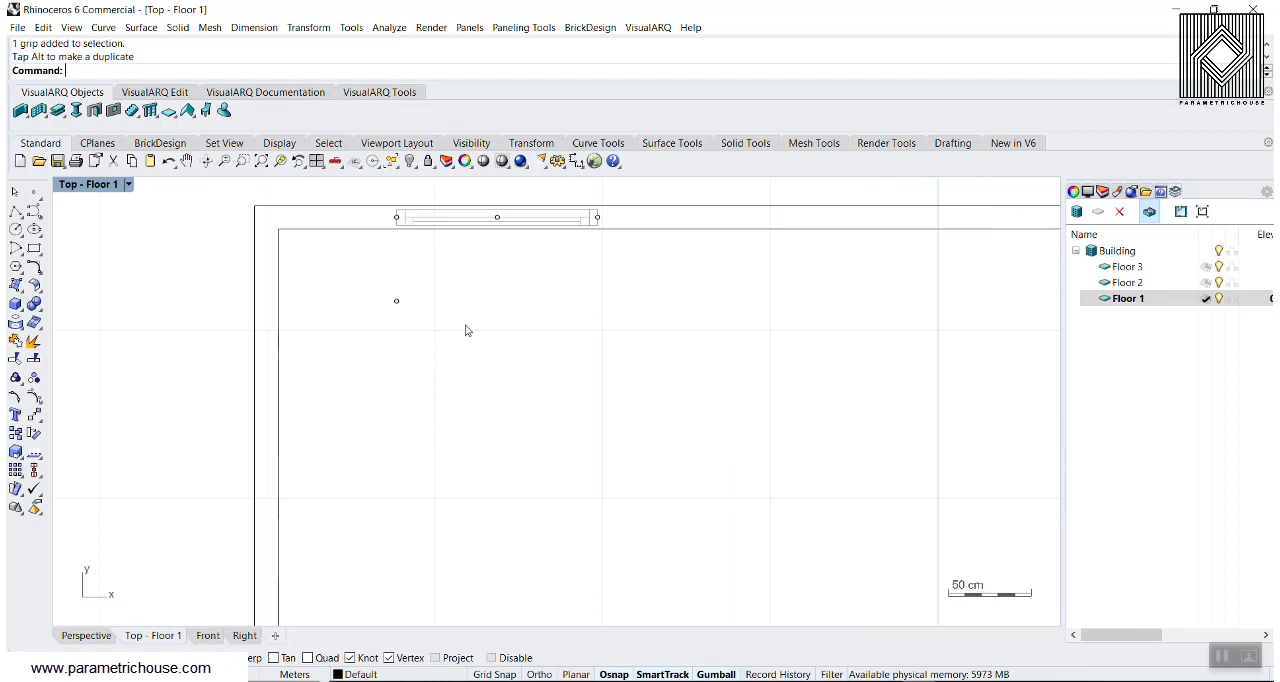 Rhinoceros 6 Commercial - [Top - Floor 1]
File Edit View Curve Surface Solid Mesh Dimension Transform Tools Analyze Render Panels Paneling Tools BrickDesign VisualARQ Help
1 grip added to selection.
Tap Alt to make a duplicate
Command:
VisualARQ Objects VisualARQ Edit VisualARQ Documentation VisualARQ Tools
PARAMETRICHOUSE
Standard CPlanes BrickDesign Set View Display Select Viewport Layout Visibility Transform Curve Tools Surface Tools Solid Tools Mesh Tools Render Tools Drafting New in V6
Top - Floor 1
Name Ele
Building
Floor 3
Floor 2
Floor 1 0
50 cm
y
x
Perspective Top - Floor 1 Front Right
erp Tan Quad Knot Vertex Project Disable
www.parametrichouse.com
Meters Default Grid Snap Ortho Planar Osnap SmartTrack Gumball Record History Filter Available physical memory: 5973 MB